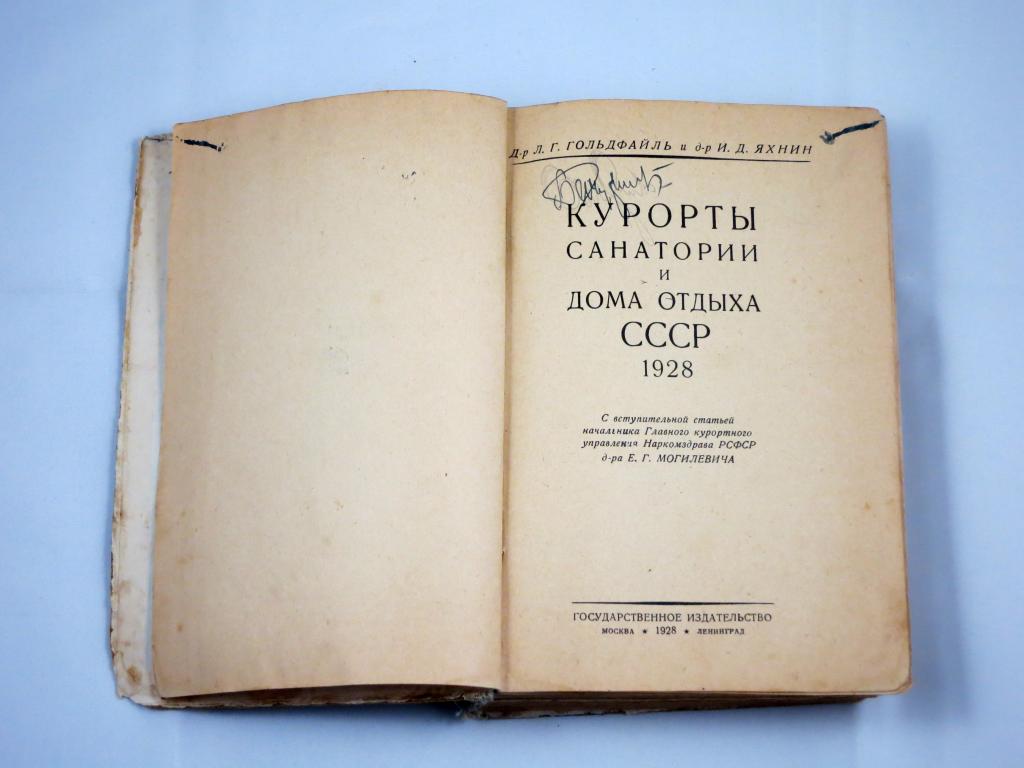 Д-р Л. Г. ГОЛЬДФАЙЛЬ и д-р И. Д. ЯХНИН
КУРОРТЫ
САНАТОРИИ
И
ДОМА ОТДЫХА
СССР
1928
С вступительной статьей
начальника Главного курортного
управления Наркомздрава РСФСР
д-ра Е. Г. МОГИЛЕВИЧА
ГОСУДАРСТВЕННОЕ ИЗДАТЕЛЬСТВО
МОСКВА ★ 1928 ★ ЛЕНИНГРАД